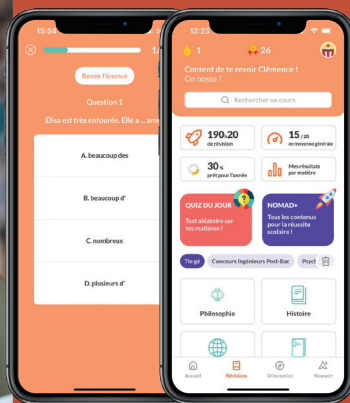 15:54
1/
Revoir l'énoncé
Question 1
Élisa est très entourée. Elle a ... ame
A. beaucoup des
B. beaucoup d'
C. nombreux
D. plusieurs d'
12:25
1
26
Content de te revoir Clémence !
On bosse ?
Rechercher un cours
190h20
de révision
15 / 20
de moyenne générale
30 %
prêt pour l'année
Mes résultats
par matière
QUIZ DU JOUR
Test aléatoire sur
tes matières !
NOMAD+
Tous les contenus
pour la réussite
scolaire !
Tle gé
Concours Ingénieurs Post-Bac
Psych
Philosophie
Histoire
Accueil
Révisions
Orientation
Nomad+